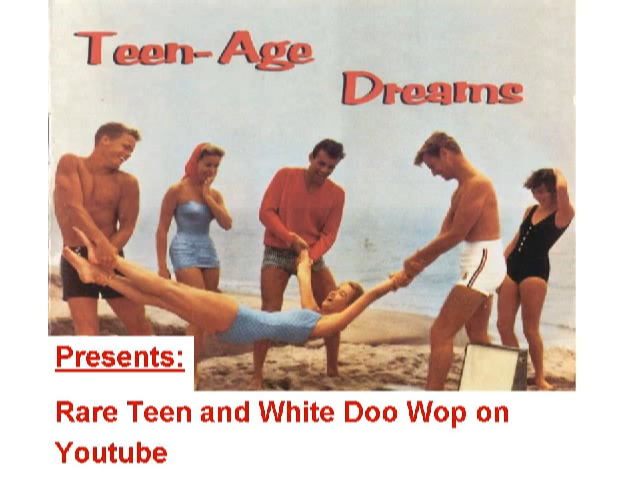 Teen-Age
Dreams
Presents:
Rare Teen and White Doo Wop on
Youtube